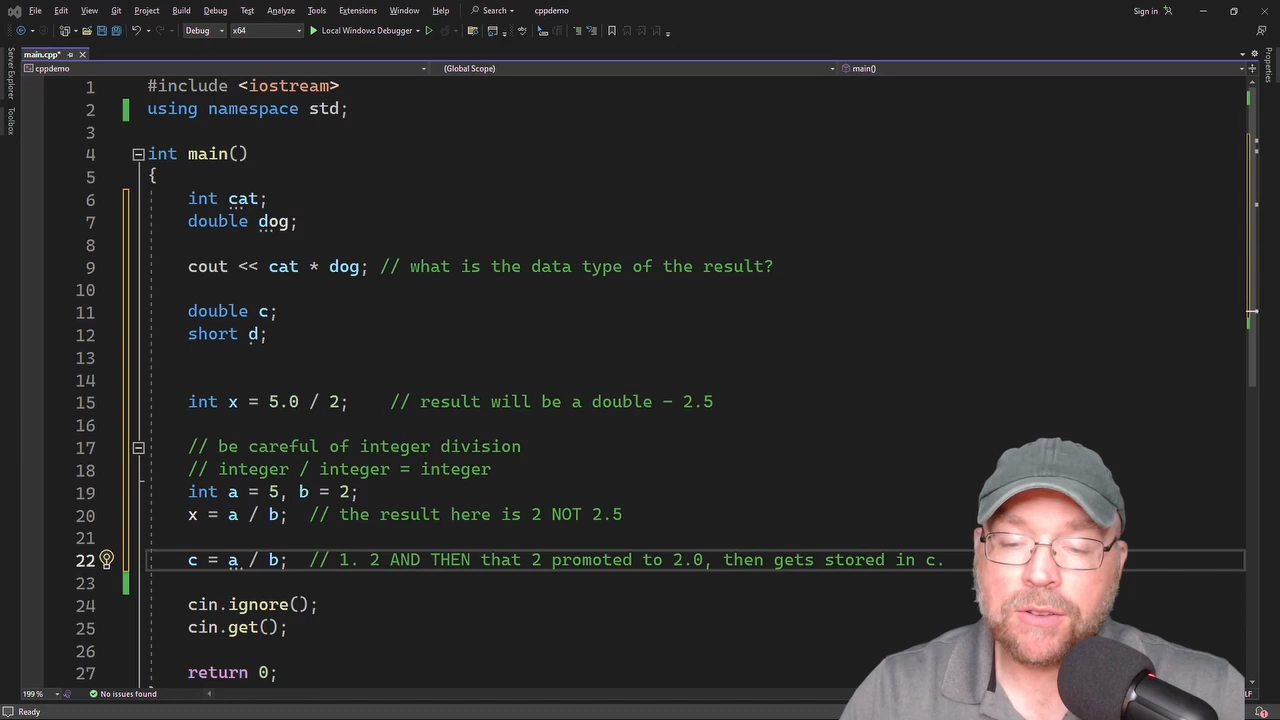 File Edit View Git Project Build Debug Test Analyze Tools Extensions Window Help Search cppdemo Sign in
Debug x64 Local Windows Debugger
main.cpp*
cppdemo (Global Scope) main()
Server Explorer
Toolbox
Properties
1 #include <iostream>
2 using namespace std;
3
4 int main()
5 {
6 int cat;
7 double dog;
8
9 cout << cat * dog; // what is the data type of the result?
10
11 double c;
12 short d;
13
14
15 int x = 5.0 / 2; // result will be a double - 2.5
16
17 // be careful of integer division
18 // integer / integer = integer
19 int a = 5, b = 2;
20 x = a / b; // the result here is 2 NOT 2.5
21
22 c = a / b; // 1. 2 AND THEN that 2 promoted to 2.0, then gets stored in c.
23
24 cin.ignore();
25 cin.get();
26
27 return 0;
199 % No issues found
Ready